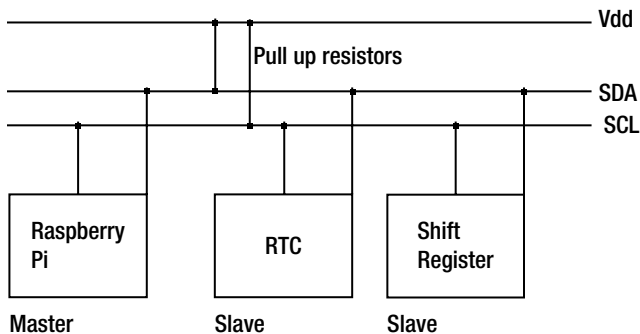 Vdd
Pull up resistors
SDA
SCL
Raspberry
Pi
RTC
Shift
Register
Master
Slave
Slave